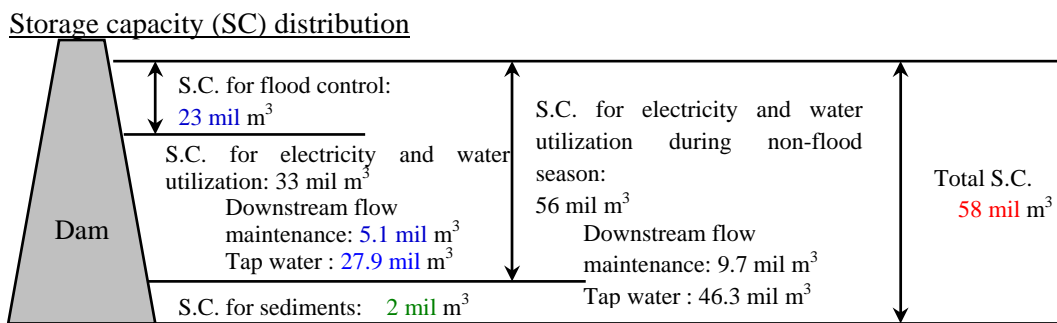 Storage capacity (SC) distribution
S.C. for flood control:
23 mil m³
S.C. for electricity and water
utilization: 33 mil m³
Downstream flow
maintenance: 5.1 mil m³
Tap water : 27.9 mil m³
S.C. for sediments: 2 mil m³
Dam
S.C. for electricity and water
utilization during non-flood
season:
56 mil m³
Downstream flow
maintenance: 9.7 mil m³
Tap water : 46.3 mil m³
Total S.C.
58 mil m³